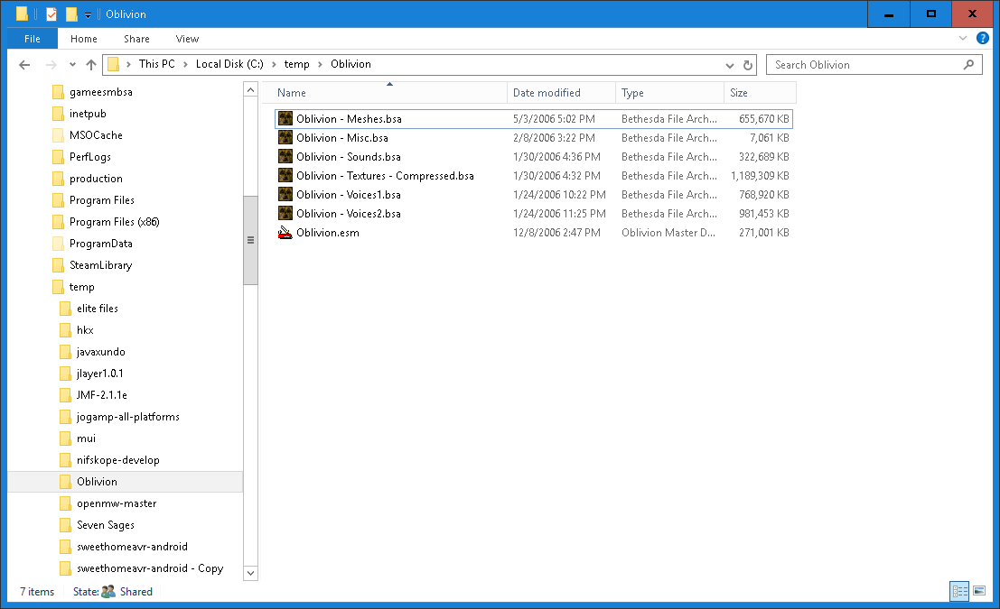 Oblivion
File Home Share View
This PC Local Disk (C:) temp Oblivion
Search Oblivion
gameesmbsa
inetpub
MSOCache
PerfLogs
production
Program Files
Program Files (x86)
ProgramData
SteamLibrary
temp
elite files
hkx
javaxundo
jlayer1.0.1
JMF-2.1.1e
jogamp-all-platforms
mui
nifskope-develop
Oblivion
openmw-master
Seven Sages
sweethomeavr-android
sweethomeavr-android - Copy
Name Date modified Type Size
Oblivion - Meshes.bsa 5/3/2006 5:02 PM Bethesda File Arch... 655,670 KB
Oblivion - Misc.bsa 2/8/2006 3:22 PM Bethesda File Arch... 7,061 KB
Oblivion - Sounds.bsa 1/30/2006 4:36 PM Bethesda File Arch... 322,689 KB
Oblivion - Textures - Compressed.bsa 1/30/2006 4:32 PM Bethesda File Arch... 1,189,309 KB
Oblivion - Voices1.bsa 1/24/2006 10:22 PM Bethesda File Arch... 768,920 KB
Oblivion - Voices2.bsa 1/24/2006 11:25 PM Bethesda File Arch... 981,453 KB
Oblivion.esm 12/8/2006 2:47 PM Oblivion Master D... 271,001 KB
7 items State: Shared